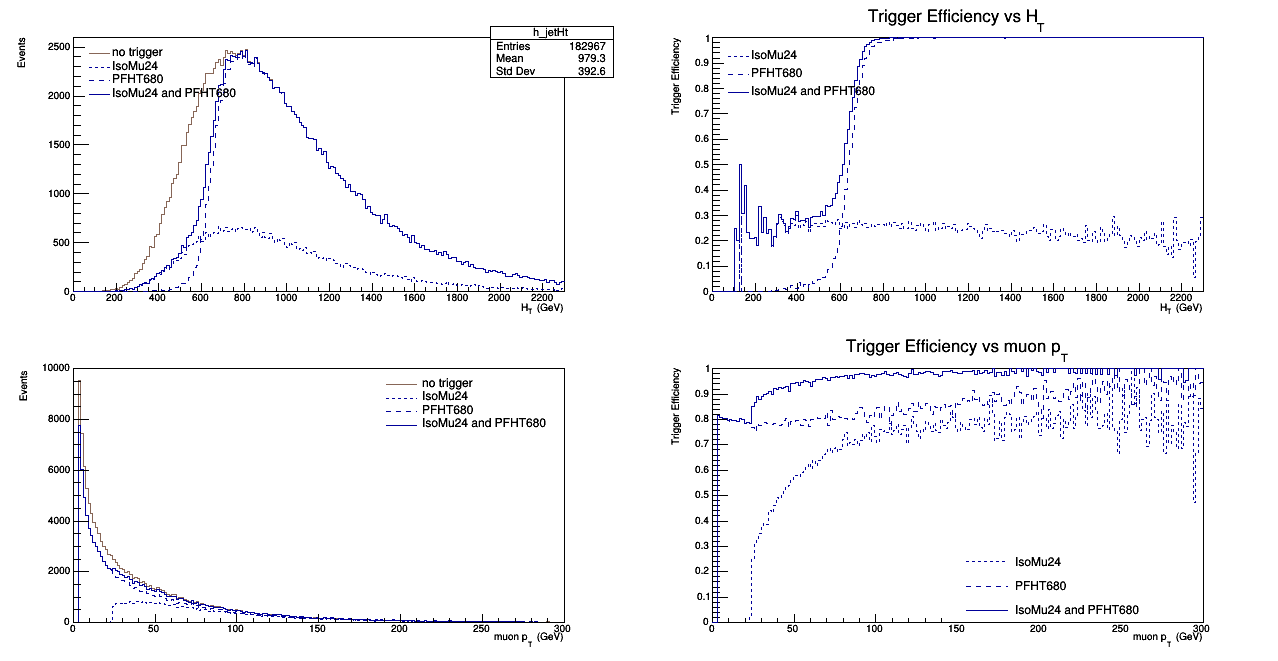 h_jetHt
Entries 182967
Mean 979.3
Std Dev 392.6
Events
2500
2000
1500
1000
500
0
no trigger
IsoMu24
PFHT680
IsoMu24 and PFHT680
0 200 400 600 800 1000 1200 1400 1600 1800 2000 2200
H_T (GeV)
Trigger Efficiency vs H_T
Trigger Efficiency
1
0.9
0.8
0.7
0.6
0.5
0.4
0.3
0.2
0.1
0
IsoMu24
PFHT680
IsoMu24 and PFHT680
0 200 400 600 800 1000 1200 1400 1600 1800 2000 2200
H_T (GeV)
Events
10000
8000
6000
4000
2000
0
no trigger
IsoMu24
PFHT680
IsoMu24 and PFHT680
0 50 100 150 200 250 300
muon p_T (GeV)
Trigger Efficiency vs muon p_T
Trigger Efficiency
1
0.9
0.8
0.7
0.6
0.5
0.4
0.3
0.2
0.1
0
IsoMu24
PFHT680
IsoMu24 and PFHT680
0 50 100 150 200 250 300
muon p_T (GeV)